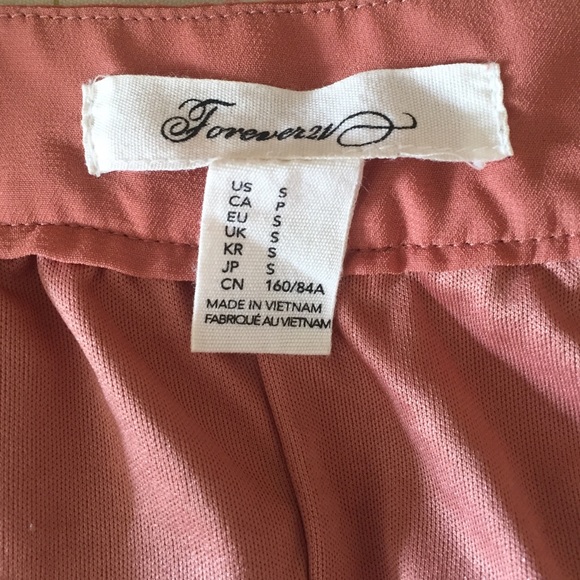 Forever21
US S
CA P
EU S
UK S
KR S
JP S
CN 160/84A
MADE IN VIETNAM
FABRIQUÉ AU VIETNAM